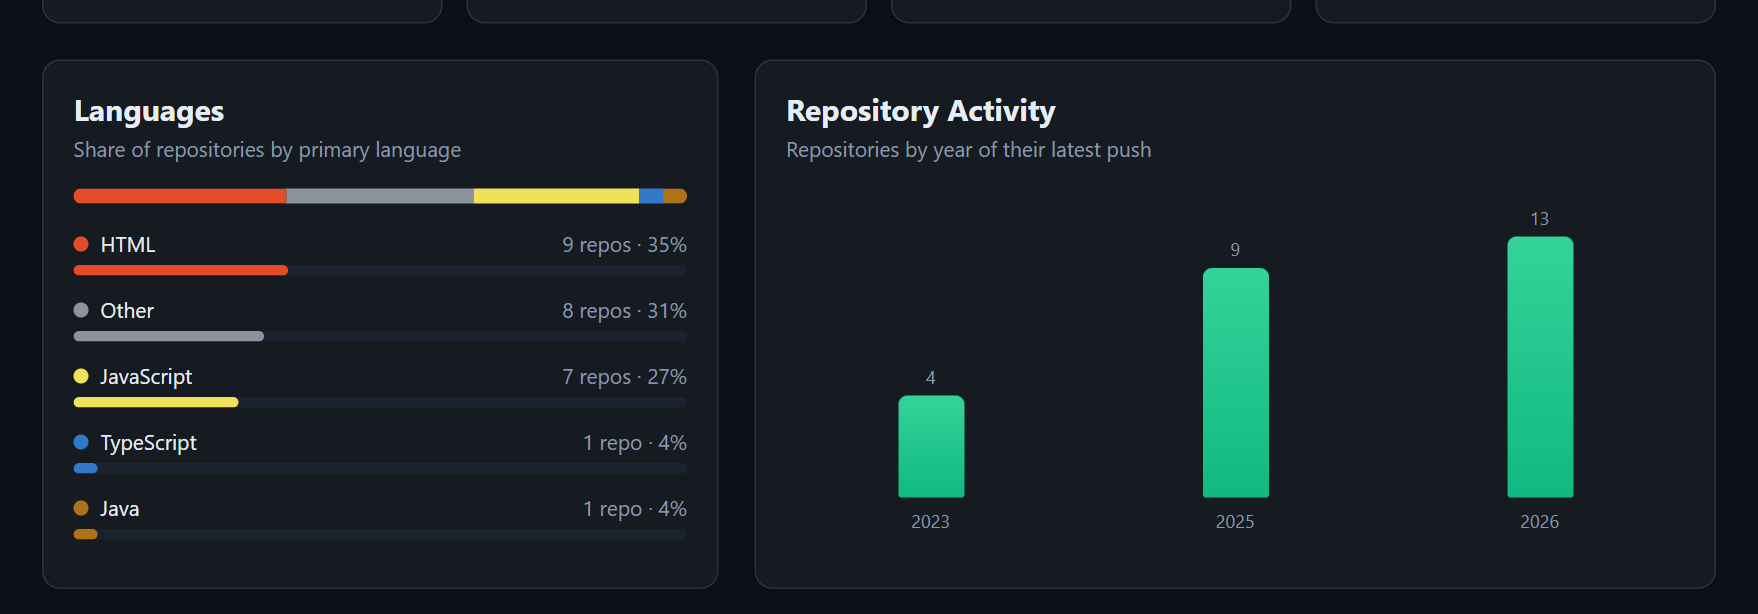 Languages
Share of repositories by primary language
HTML
9 repos · 35%
Other
8 repos · 31%
JavaScript
7 repos · 27%
TypeScript
1 repo · 4%
Java
1 repo · 4%
Repository Activity
Repositories by year of their latest push
4
9
13
2023
2025
2026